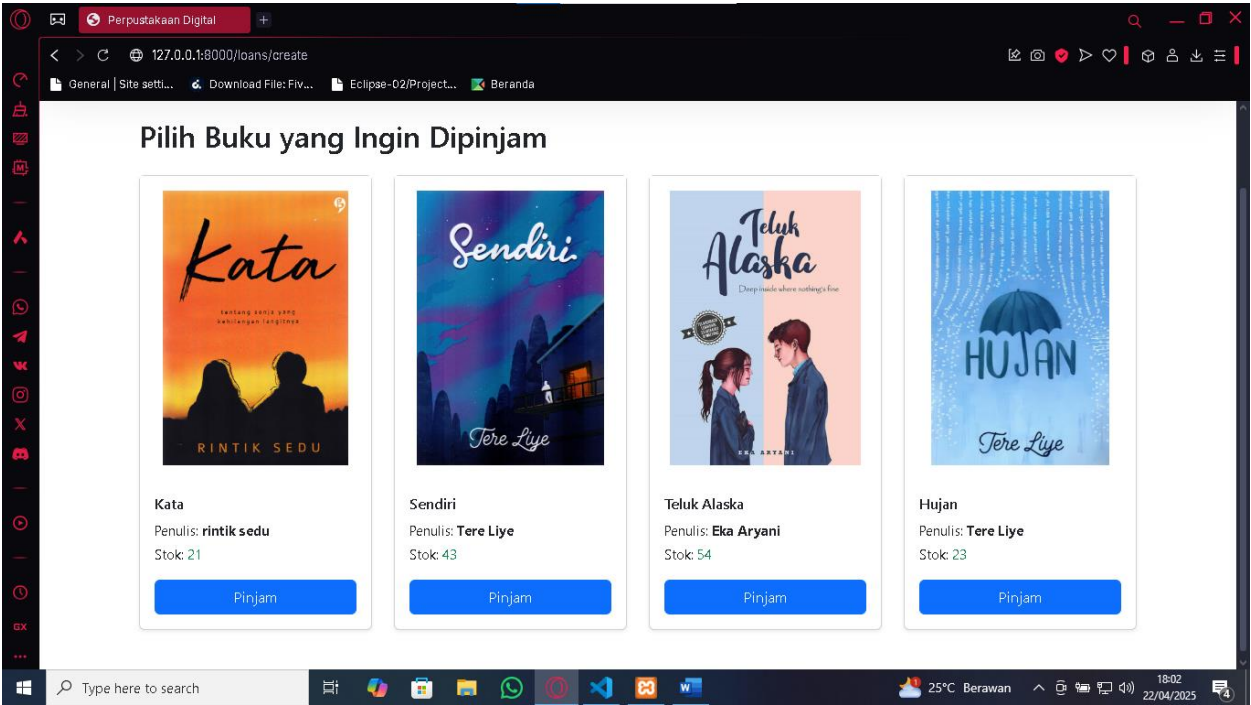 Perpustakaan Digital
127.0.0.1:8000/loans/create
General | Site setti...
Download File: Fiv...
Eclipse-02/Project...
Beranda
Pilih Buku yang Ingin Dipinjam
Kata
tentang senja yang
kehilangan langitnya
RINTIK SEDU
Kata
Penulis: rintik sedu
Stok: 21
Pinjam
Sendiri
Tere Liye
Sendiri
Penulis: Tere Liye
Stok: 43
Pinjam
Teluk
Alaska
Deep inside where nothing's fine
EKA ARYANI
Teluk Alaska
Penulis: Eka Aryani
Stok: 54
Pinjam
HUJAN
Tere Liye
Hujan
Penulis: Tere Liye
Stok: 23
Pinjam
GX
Type here to search
25°C Berawan
18:02
22/04/2025
4